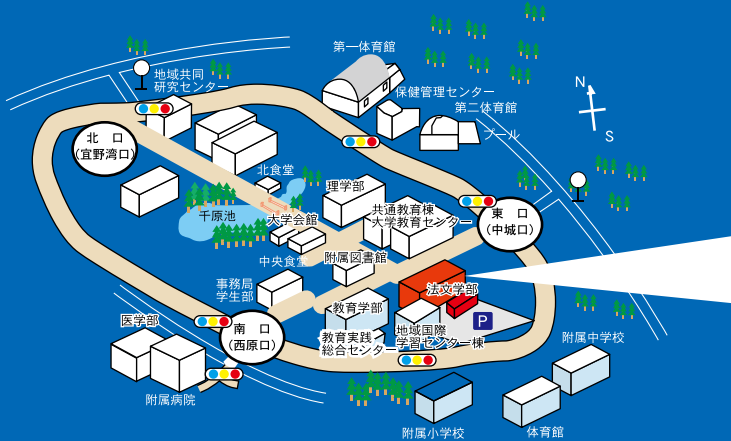 第一体育館
地域共同
研究センター
保健管理センター
第二体育館
プール
N
S
北 口
(宜野湾口)
北食堂
理学部
千原池
大学会館
共通教育棟
大学教育センター
東 口
(中城口)
中央食堂
附属図書館
事務局
学生部
法文学部
教育学部
P
医学部
南 口
(西原口)
教育実践
総合センター
地域国際
学習センター棟
附属中学校
附属病院
附属小学校
体育館